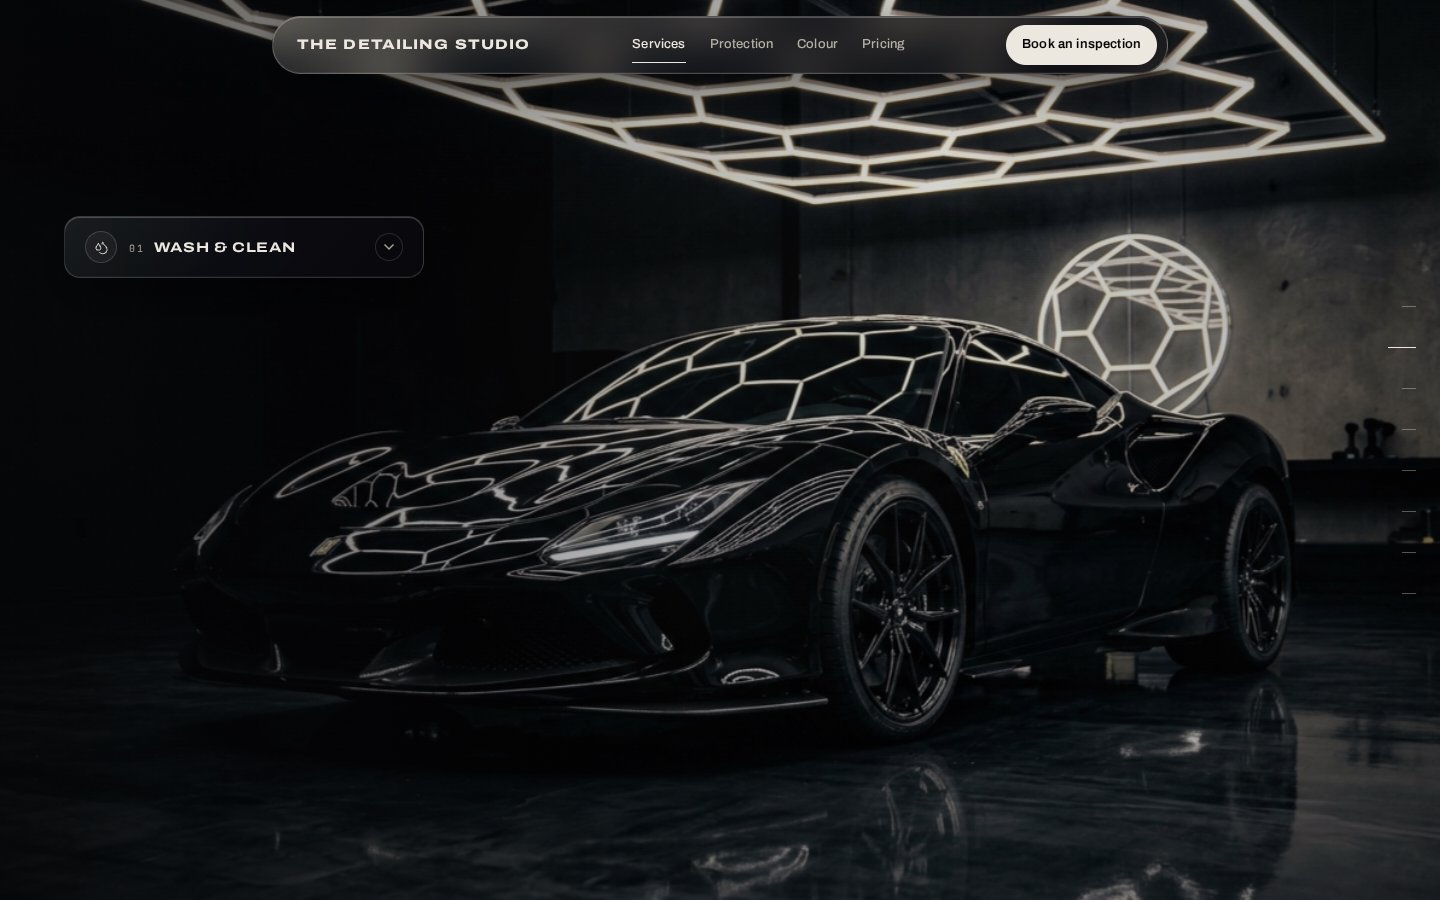 THE DETAILING STUDIO
Services
Protection
Colour
Pricing
Book an inspection
01 WASH & CLEAN